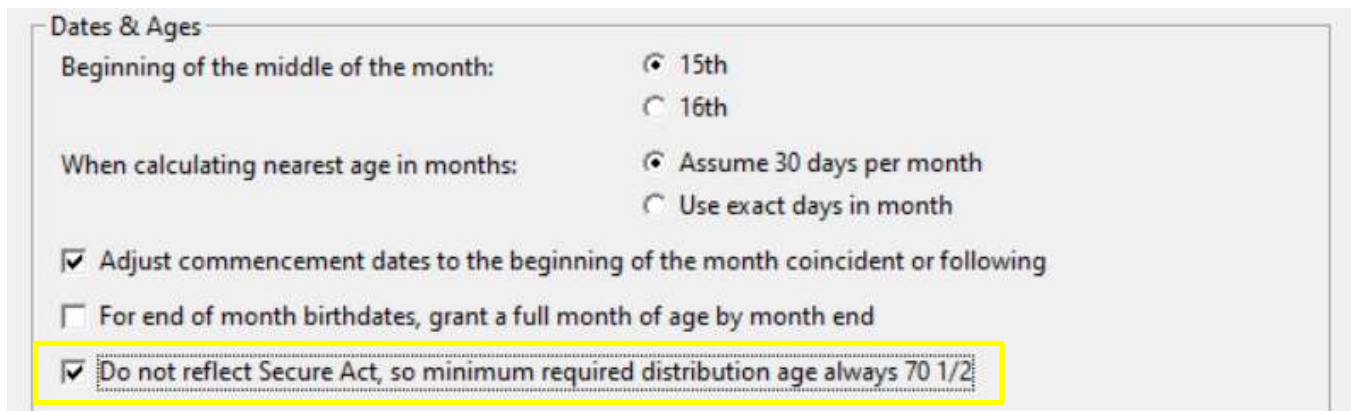 Dates & Ages
Beginning of the middle of the month: 15th
16th
When calculating nearest age in months: Assume 30 days per month
Use exact days in month
Adjust commencement dates to the beginning of the month coincident or following
For end of month birthdates, grant a full month of age by month end
Do not reflect Secure Act, so minimum required distribution age always 70 1/2